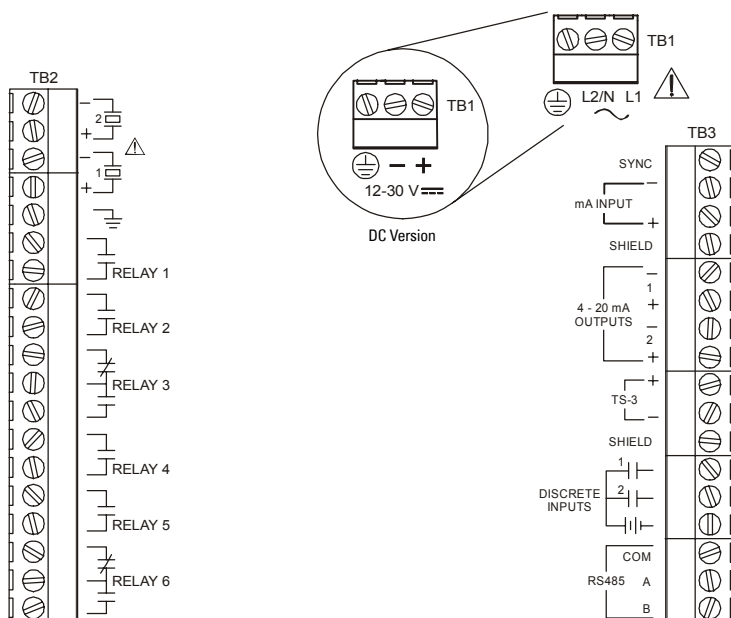 TB2
-
2
+
-
1
+
RELAY 1
RELAY 2
RELAY 3
RELAY 4
RELAY 5
RELAY 6
TB1
- +
12-30 V
DC Version
TB1
L2/N L1
TB3
SYNC
-
mA INPUT
+
SHIELD
-
1
+
4 - 20 mA
OUTPUTS
-
2
+
+
TS-3
-
SHIELD
1
2
DISCRETE
INPUTS
COM
RS485 A
B